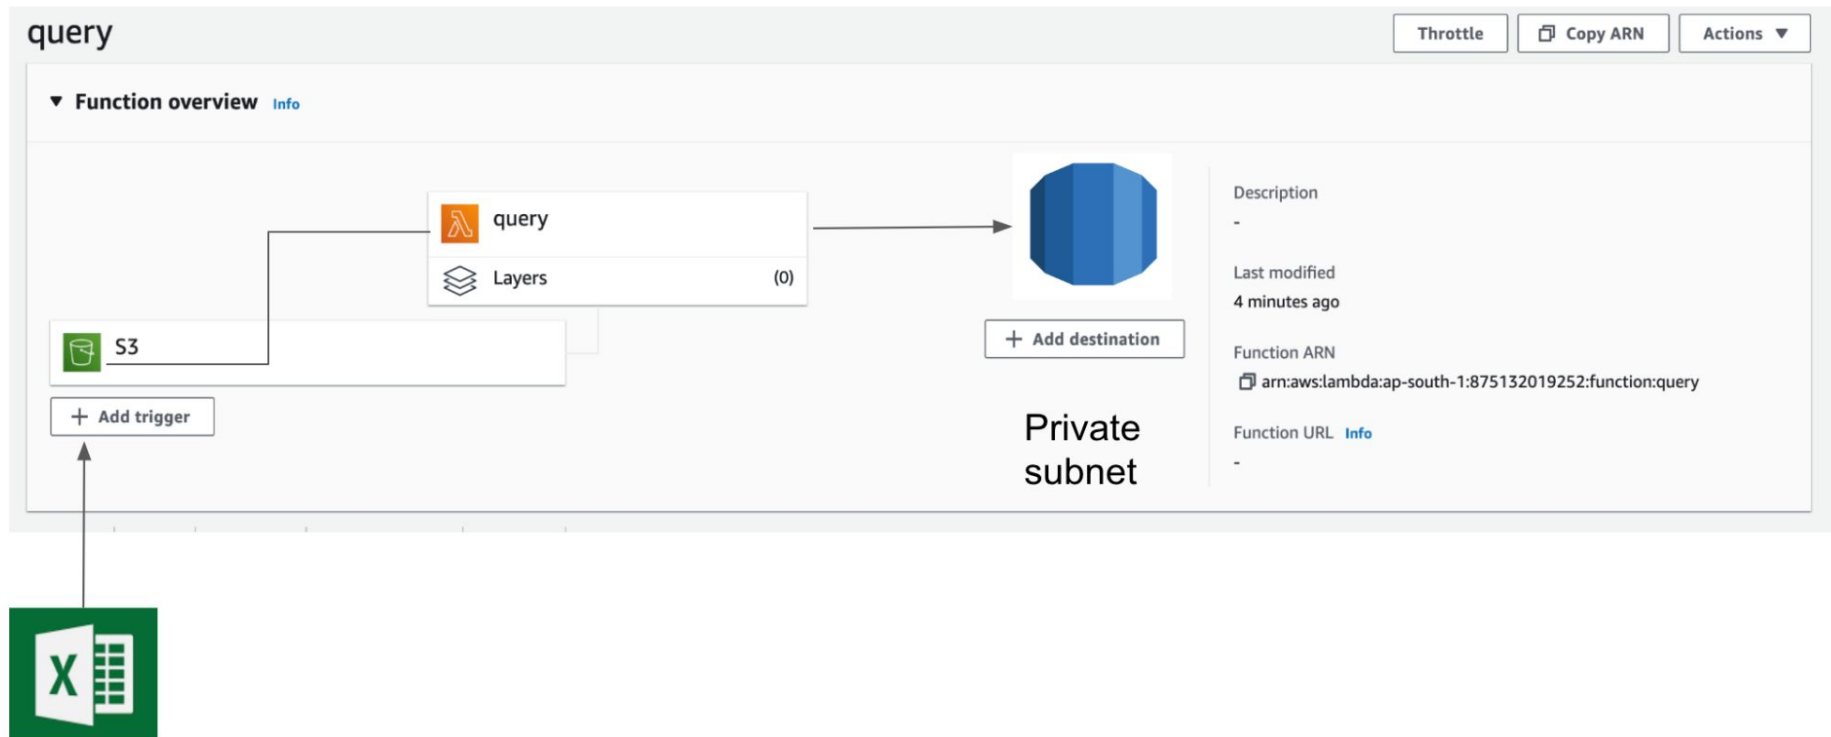 query
Throttle
Copy ARN
Actions
Function overview Info
query
Layers (0)
S3
+ Add trigger
+ Add destination
Private
subnet
Description
-
Last modified
4 minutes ago
Function ARN
arn:aws:lambda:ap-south-1:875132019252:function:query
Function URL Info
-
X